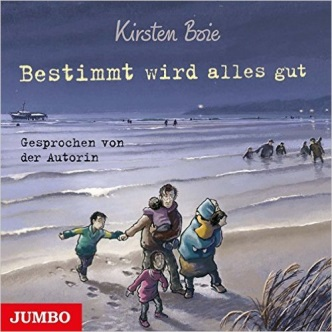 Kirsten Boie
Bestimmt wird alles gut
Gesprochen von
der Autorin
JUMBO